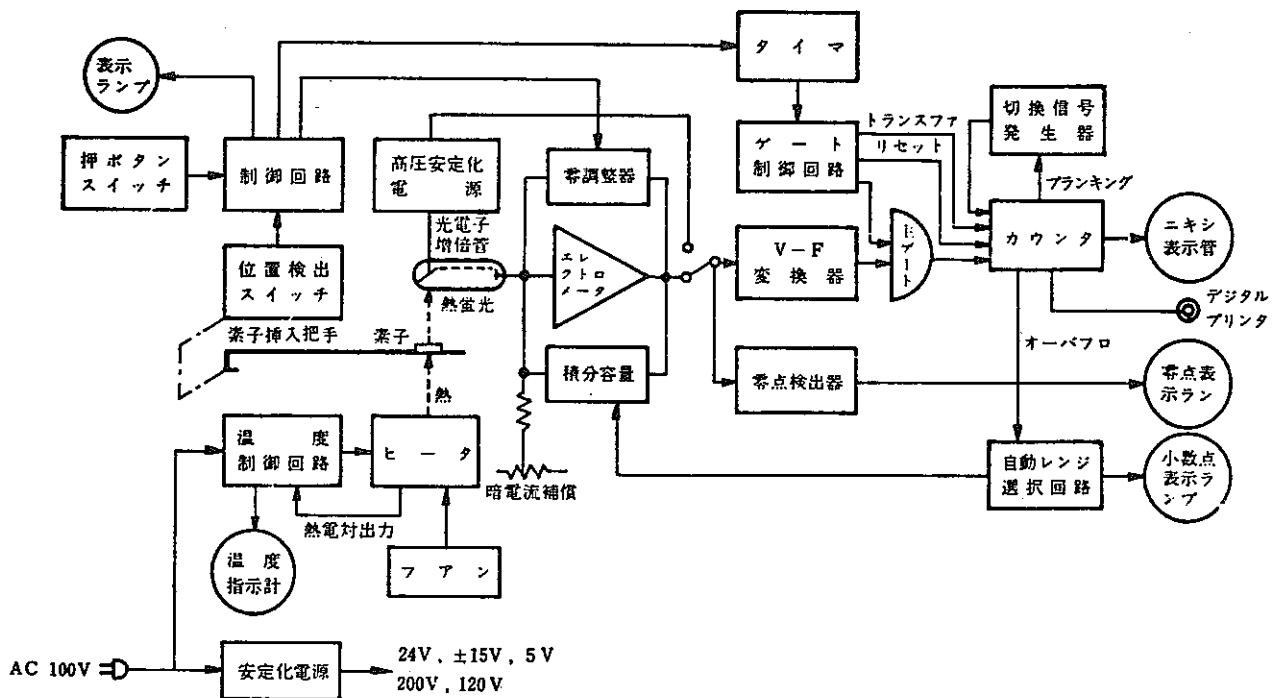 タイマ
表示
ランプ
切換信号
発生器
トランスファ
リセット
ゲート
制御回路
押ボタン
スイッチ
制御回路
高圧安定化
電源
零調整器
ブランキング
光電子
増倍管
主ゲート
カウンタ
ニキシ
表示管
V-F
変換器
エレ
クトロ
メータ
位置検出
スイッチ
熱蛍光
デジタル
プリンタ
素子挿入把手
素子
オーバフロ
積分容量
零点検出器
零点表
示ラン
熱
温度
制御回路
ヒータ
自動レンジ
選択回路
小数点
表示ラ
ンプ
暗電流補償
熱電対出力
温度
指示計
フアン
AC 100V
安定化電源
24V, ±15V, 5V
200V, 120V